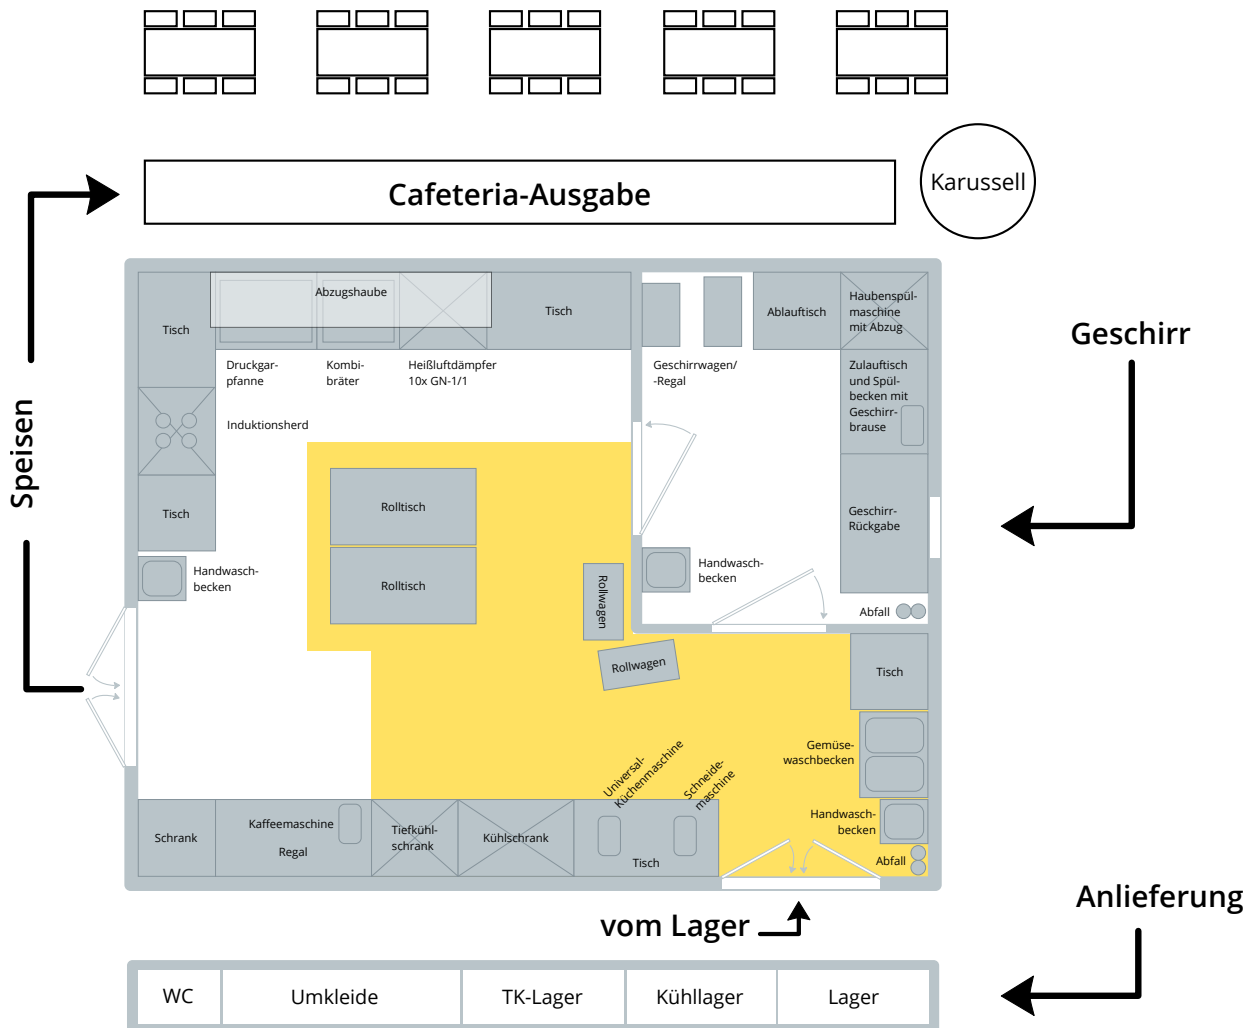 Cafeteria-Ausgabe
Karussell
Speisen
Geschirr
Abzugshaube
Tisch
Tisch
Druckgar-
pfanne
Kombi-
bräter
Heißluftdämpfer
10x GN-1/1
Induktionsherd
Tisch
Handwasch-
becken
Rolltisch
Rolltisch
Rollwagen
Rollwagen
Geschirrwagen/
-Regal
Ablauftisch
Haubenspül-
maschine
mit Abzug
Zulauftisch
und Spül-
becken mit
Geschirr-
brause
Geschirr-
Rückgabe
Handwasch-
becken
Abfall
Tisch
Gemüse-
waschbecken
Handwasch-
becken
Abfall
Schrank
Kaffeemaschine
Regal
Tiefkühl-
schrank
Kühlschrank
Universal-
Küchenmaschine
Schneide-
maschine
Tisch
vom Lager
Anlieferung
WC
Umkleide
TK-Lager
Kühllager
Lager